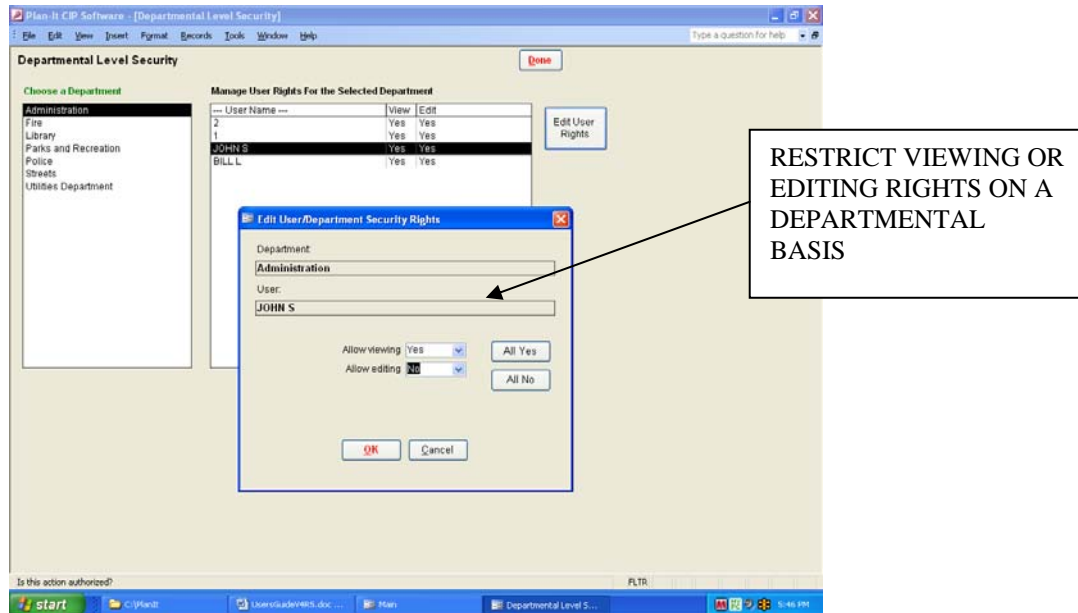 Plan-It CIP Software - [Departmental Level Security]
File Edit View Insert Format Records Tools Window Help
Type a question for help
Departmental Level Security
Done
Choose a Department
Manage User Rights For the Selected Department
Administration
Fire
Library
Parks and Recreation
Police
Streets
Utilities Department
--- User Name --- View Edit
2 Yes Yes
1 Yes Yes
JOHN S Yes Yes
BILL L Yes Yes
Edit User
Rights
RESTRICT VIEWING OR
EDITING RIGHTS ON A
DEPARTMENTAL
BASIS
Edit User/Department Security Rights
Department:
Administration
User:
JOHN S
Allow viewing Yes
Allow editing No
All Yes
All No
OK
Cancel
Is this action authorized?
FLTR
start
C:\PlanIt
UsersGuideV4RS.doc ...
Main
Departmental Level S...
5:46 PM